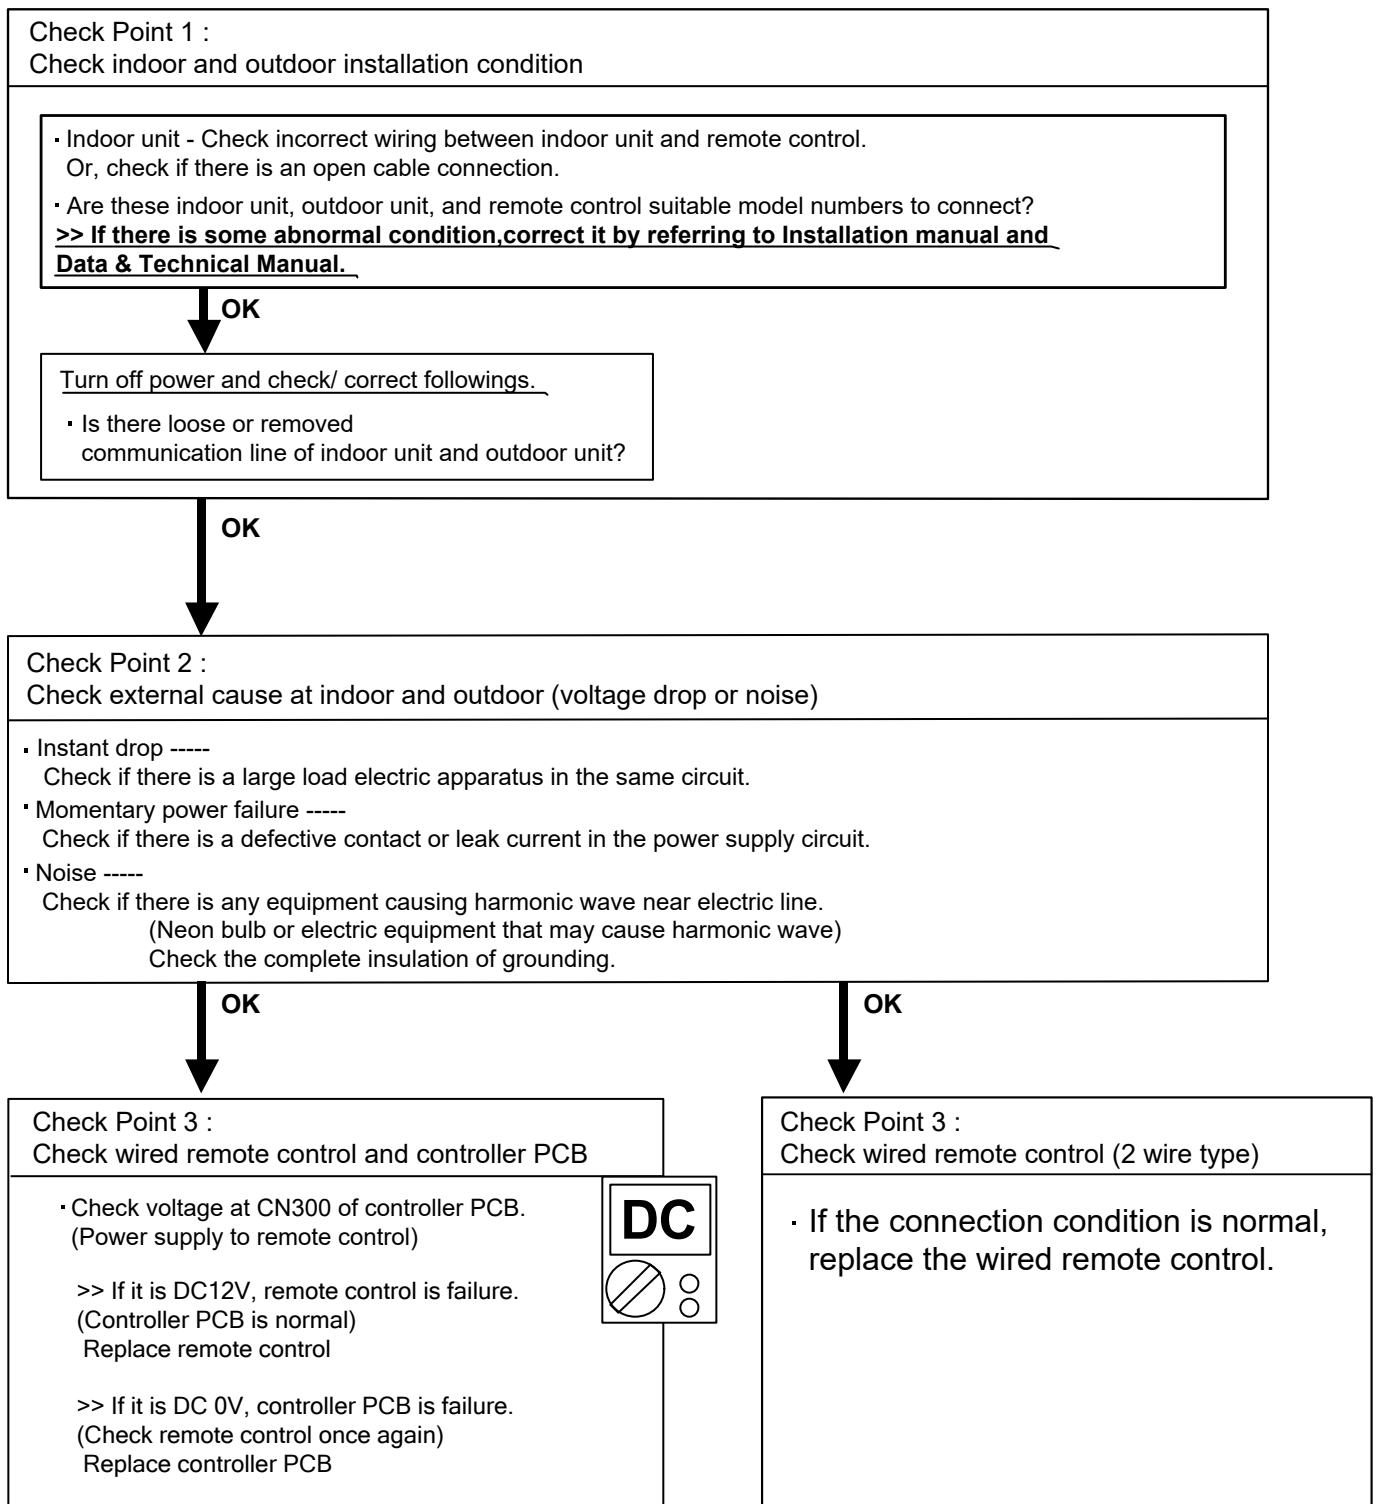 Check Point 1 :
Check indoor and outdoor installation condition
· Indoor unit - Check incorrect wiring between indoor unit and remote control.
Or, check if there is an open cable connection.
· Are these indoor unit, outdoor unit, and remote control suitable model numbers to connect?
>> If there is some abnormal condition,correct it by referring to Installation manual and
Data & Technical Manual.
OK
Turn off power and check/ correct followings.
· Is there loose or removed
communication line of indoor unit and outdoor unit?
OK
Check Point 2 :
Check external cause at indoor and outdoor (voltage drop or noise)
· Instant drop -----
Check if there is a large load electric apparatus in the same circuit.
· Momentary power failure -----
Check if there is a defective contact or leak current in the power supply circuit.
· Noise -----
Check if there is any equipment causing harmonic wave near electric line.
(Neon bulb or electric equipment that may cause harmonic wave)
Check the complete insulation of grounding.
OK
OK
Check Point 3 :
Check wired remote control and controller PCB
· Check voltage at CN300 of controller PCB.
(Power supply to remote control)
>> If it is DC12V, remote control is failure.
(Controller PCB is normal)
Replace remote control
>> If it is DC 0V, controller PCB is failure.
(Check remote control once again)
Replace controller PCB
DC
Check Point 3 :
Check wired remote control (2 wire type)
· If the connection condition is normal,
replace the wired remote control.